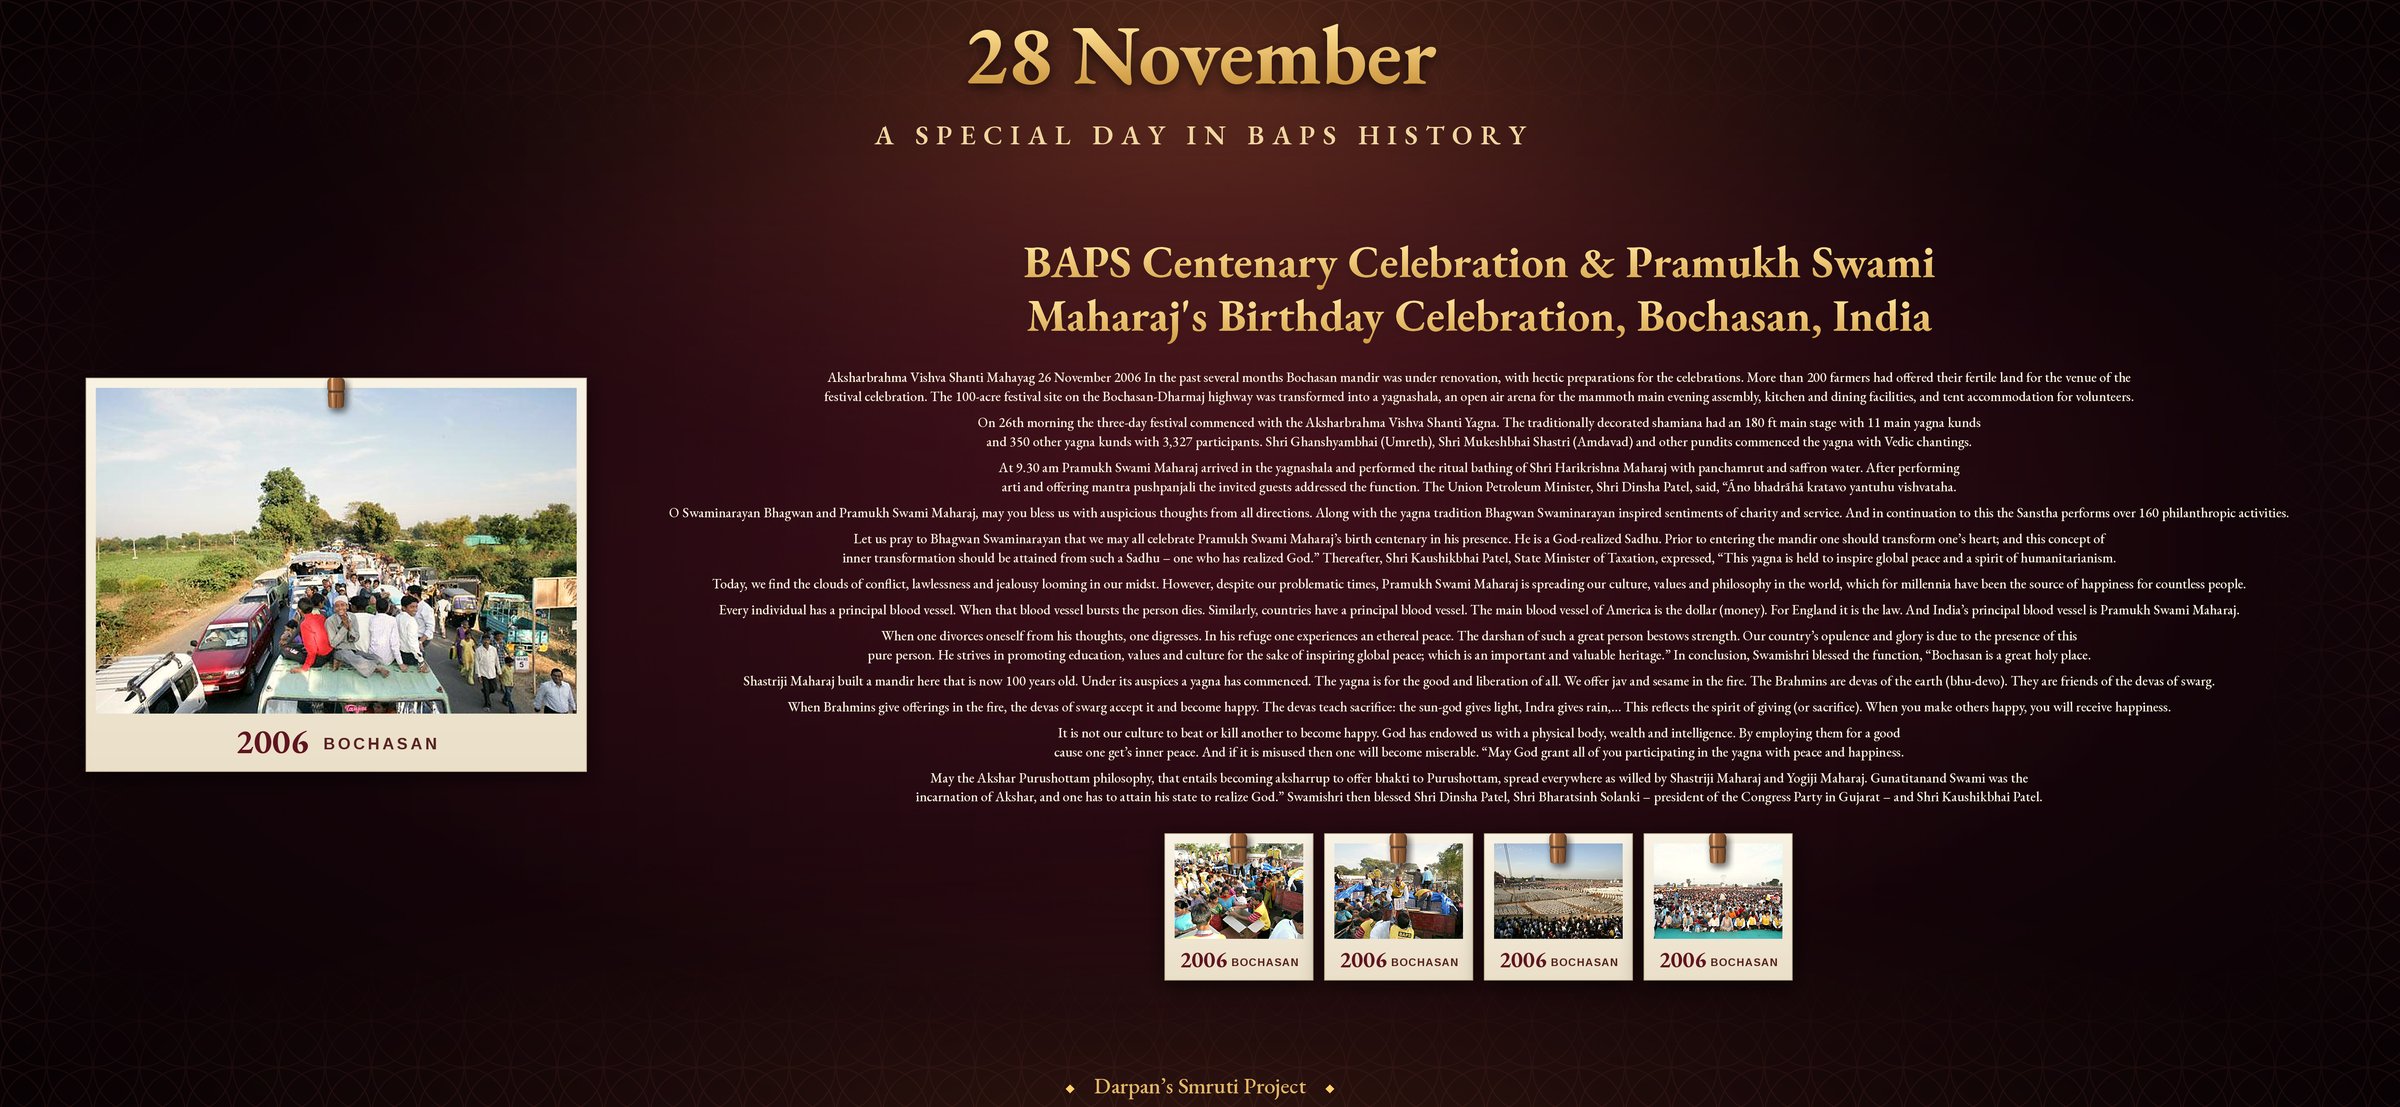 28 November
A SPECIAL DAY IN BAPS HISTORY
BAPS Centenary Celebration & Pramukh Swami
Maharaj's Birthday Celebration, Bochasan, India
Aksharbrahma Vishva Shanti Mahayag 26 November 2006 In the past several months Bochasan mandir was under renovation, with hectic preparations for the celebrations. More than 200 farmers had offered their fertile land for the venue of the
festival celebration. The 100-acre festival site on the Bochasan-Dharmaj highway was transformed into a yagnashala, an open air arena for the mammoth main evening assembly, kitchen and dining facilities, and tent accommodation for volunteers.
On 26th morning the three-day festival commenced with the Aksharbrahma Vishva Shanti Yagna. The traditionally decorated shamiana had an 180 ft main stage with 11 main yagna kunds
and 350 other yagna kunds with 3,327 participants. Shri Ghanshyambhai (Umreth), Shri Mukeshbhai Shastri (Amdavad) and other pundits commenced the yagna with Vedic chantings.
At 9.30 am Pramukh Swami Maharaj arrived in the yagnashala and performed the ritual bathing of Shri Harikrishna Maharaj with panchamrut and saffron water. After performing
arti and offering mantra pushpanjali the invited guests addressed the function. The Union Petroleum Minister, Shri Dinsha Patel, said, “Ãno bhadrãhã kratavo yantuhu vishvataha.
O Swaminarayan Bhagwan and Pramukh Swami Maharaj, may you bless us with auspicious thoughts from all directions. Along with the yagna tradition Bhagwan Swaminarayan inspired sentiments of charity and service. And in continuation to this the Sanstha performs over 160 philanthropic activities.
Let us pray to Bhagwan Swaminarayan that we may all celebrate Pramukh Swami Maharaj’s birth centenary in his presence. He is a God-realized Sadhu. Prior to entering the mandir one should transform one’s heart; and this concept of
inner transformation should be attained from such a Sadhu – one who has realized God.” Thereafter, Shri Kaushikbhai Patel, State Minister of Taxation, expressed, “This yagna is held to inspire global peace and a spirit of humanitarianism.
Today, we find the clouds of conflict, lawlessness and jealousy looming in our midst. However, despite our problematic times, Pramukh Swami Maharaj is spreading our culture, values and philosophy in the world, which for millennia have been the source of happiness for countless people.
Every individual has a principal blood vessel. When that blood vessel bursts the person dies. Similarly, countries have a principal blood vessel. The main blood vessel of America is the dollar (money). For England it is the law. And India’s principal blood vessel is Pramukh Swami Maharaj.
When one divorces oneself from his thoughts, one digresses. In his refuge one experiences an ethereal peace. The darshan of such a great person bestows strength. Our country’s opulence and glory is due to the presence of this
pure person. He strives in promoting education, values and culture for the sake of inspiring global peace; which is an important and valuable heritage.” In conclusion, Swamishri blessed the function, “Bochasan is a great holy place.
Shastriji Maharaj built a mandir here that is now 100 years old. Under its auspices a yagna has commenced. The yagna is for the good and liberation of all. We offer jav and sesame in the fire. The Brahmins are devas of the earth (bhu-devo). They are friends of the devas of swarg.
When Brahmins give offerings in the fire, the devas of swarg accept it and become happy. The devas teach sacrifice: the sun-god gives light, Indra gives rain,... This reflects the spirit of giving (or sacrifice). When you make others happy, you will receive happiness.
It is not our culture to beat or kill another to become happy. God has endowed us with a physical body, wealth and intelligence. By employing them for a good
cause one get’s inner peace. And if it is misused then one will become miserable. “May God grant all of you participating in the yagna with peace and happiness.
May the Akshar Purushottam philosophy, that entails becoming aksharrup to offer bhakti to Purushottam, spread everywhere as willed by Shastriji Maharaj and Yogiji Maharaj. Gunatitanand Swami was the
incarnation of Akshar, and one has to attain his state to realize God.” Swamishri then blessed Shri Dinsha Patel, Shri Bharatsinh Solanki – president of the Congress Party in Gujarat – and Shri Kaushikbhai Patel.
2006 BOCHASAN
BAPS
2006 BOCHASAN
2006 BOCHASAN
2006 BOCHASAN
2006 BOCHASAN
Darpan’s Smruti Project